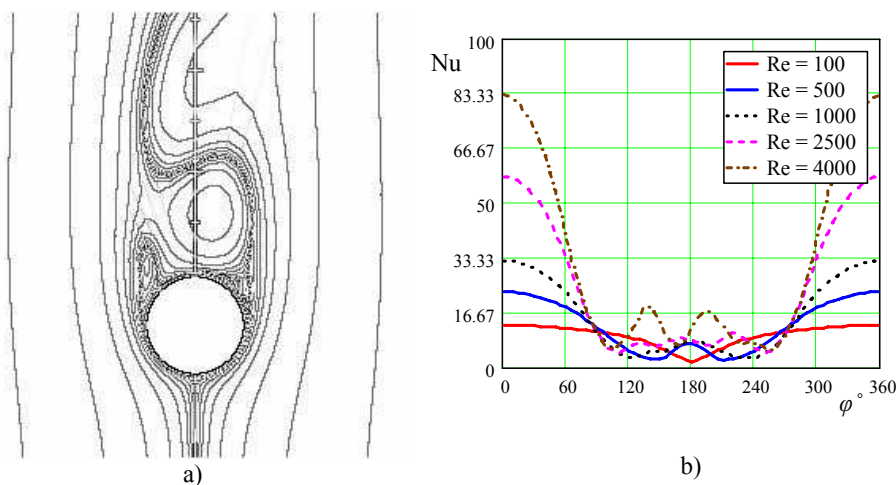 a)
Nu
100
83.33
66.67
50
33.33
16.67
0
0 60 120 180 240 300 360
φ°
Re = 100
Re = 500
Re = 1000
Re = 2500
Re = 4000
b)